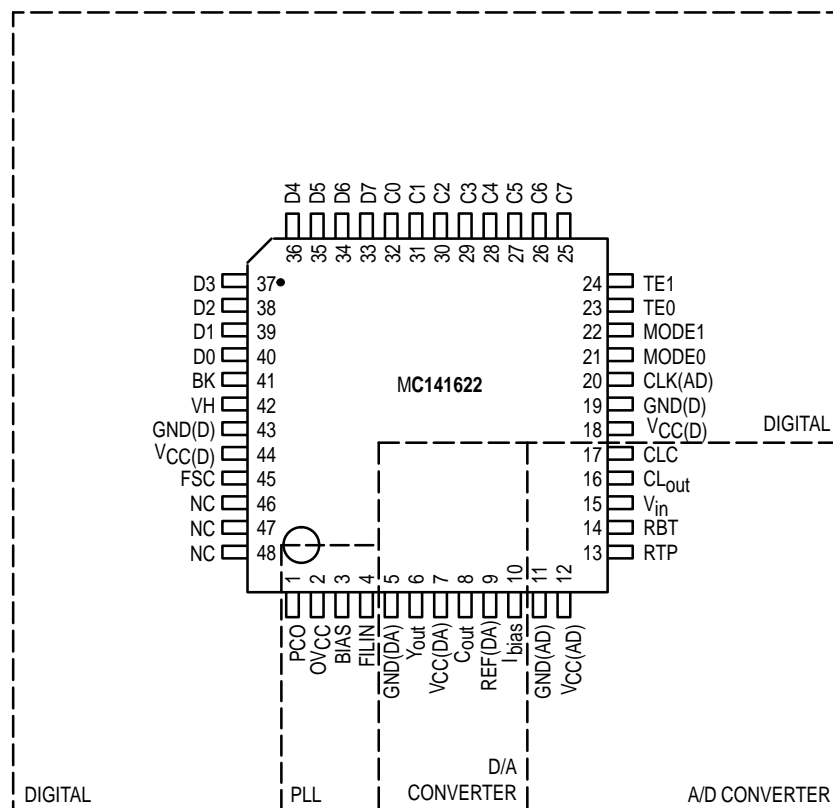 D4 D5 D6 D7 C0 C1 C2 C3 C4 C5 C6 C7
36 35 34 33 32 31 30 29 28 27 26 25
D3 37 24 TE1
D2 38 23 TE0
D1 39 22 MODE1
D0 40 21 MODE0
BK 41 MC141622 20 CLK(AD)
VH 42 19 GND(D)
GND(D) 43 18 VCC(D) DIGITAL
VCC(D) 44 17 CLC
FSC 45 16 CLout
NC 46 15 Vin
NC 47 14 RBT
NC 48 13 RTP
1 2 3 4 5 6 7 8 9 10 11 12
PCO OVCC BIAS FILIN GND(DA) Yout VCC(DA) Cout REF(DA) Ibias GND(AD) VCC(AD)
DIGITAL PLL D/A CONVERTER A/D CONVERTER